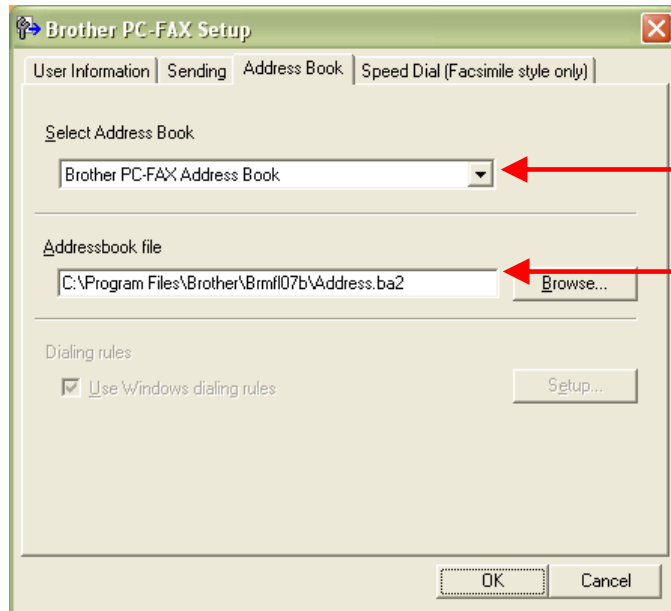 Brother PC-FAX Setup
User Information Sending Address Book Speed Dial (Facsimile style only)
Select Address Book
Brother PC-FAX Address Book
Addressbook file
C:\Program Files\Brother\Brmfl07b\Address.ba2 Browse...
Dialing rules
Use Windows dialing rules Setup...
OK Cancel